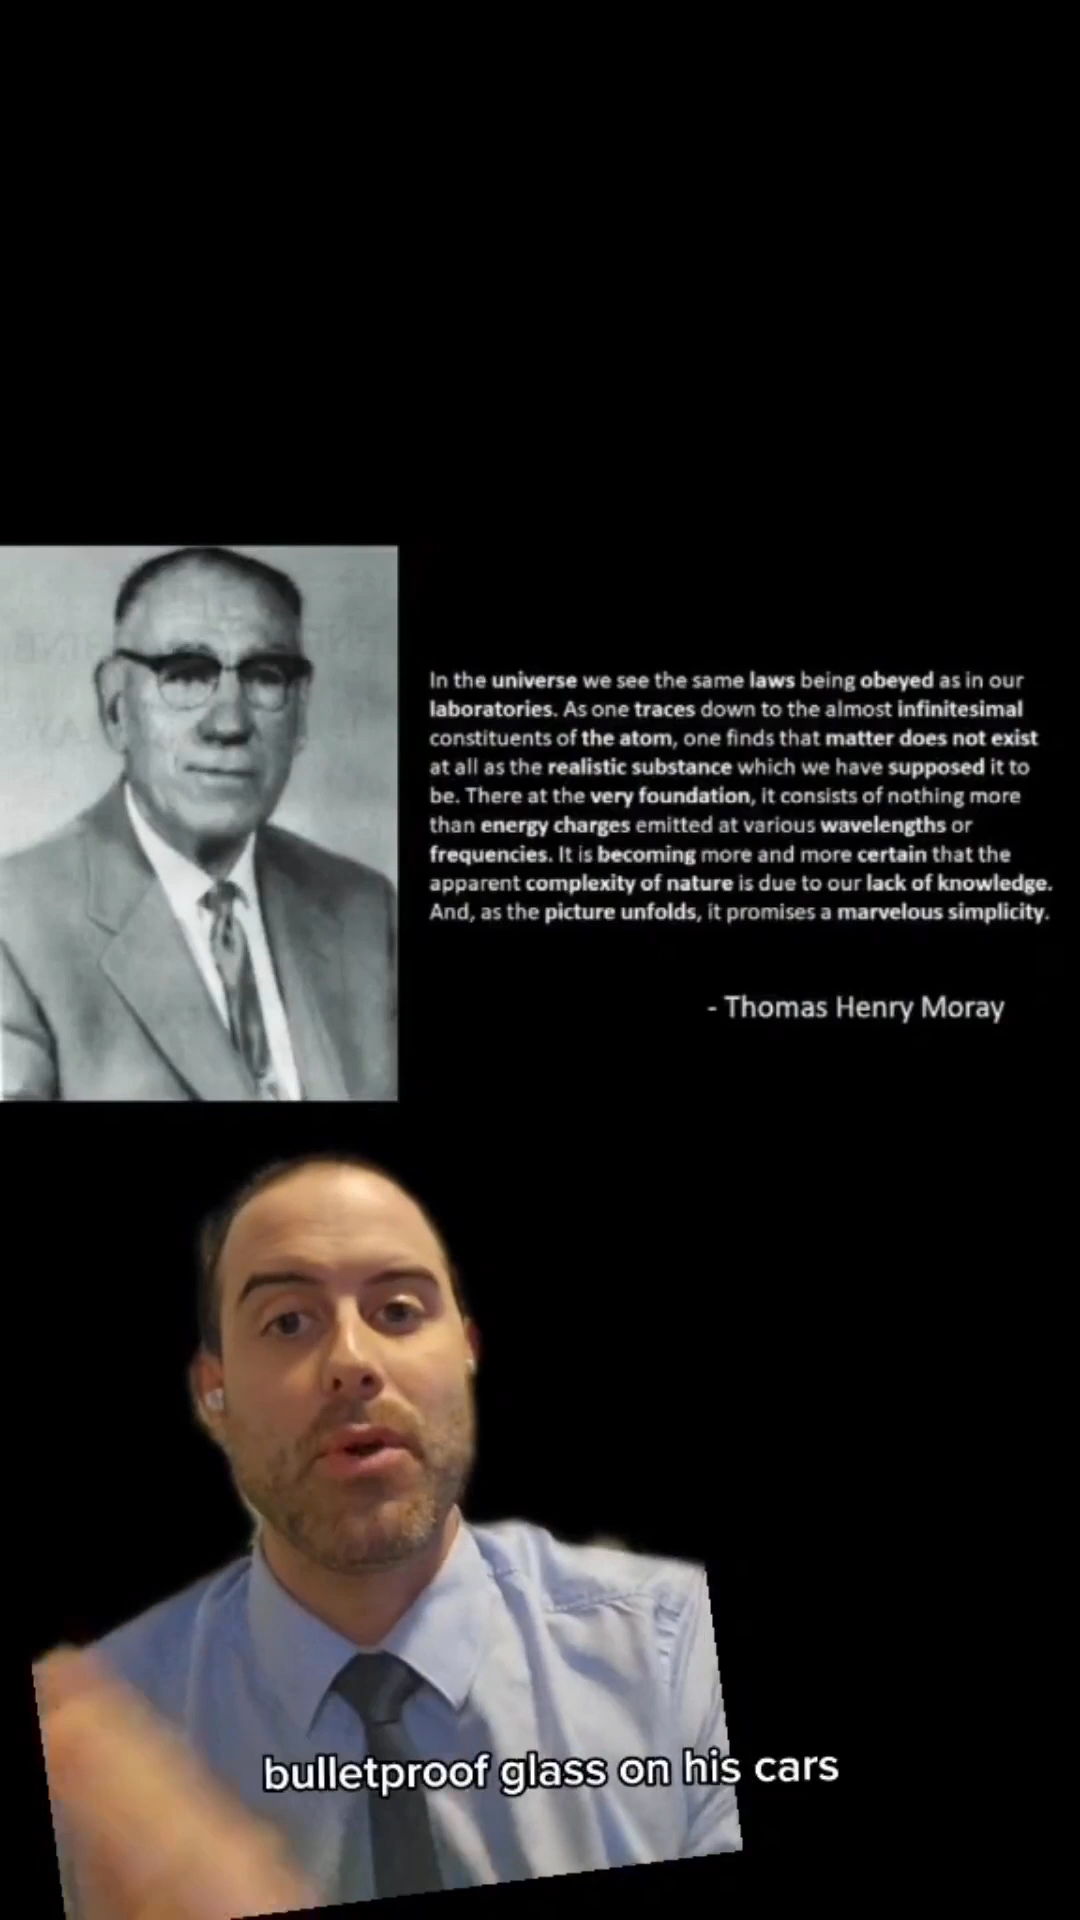 In the universe we see the same laws being obeyed as in our
laboratories. As one traces down to the almost infinitesimal
constituents of the atom, one finds that matter does not exist
at all as the realistic substance which we have supposed it to
be. There at the very foundation, it consists of nothing more
than energy charges emitted at various wavelengths or
frequencies. It is becoming more and more certain that the
apparent complexity of nature is due to our lack of knowledge.
And, as the picture unfolds, it promises a marvelous simplicity.
- Thomas Henry Moray
bulletproof glass on his cars